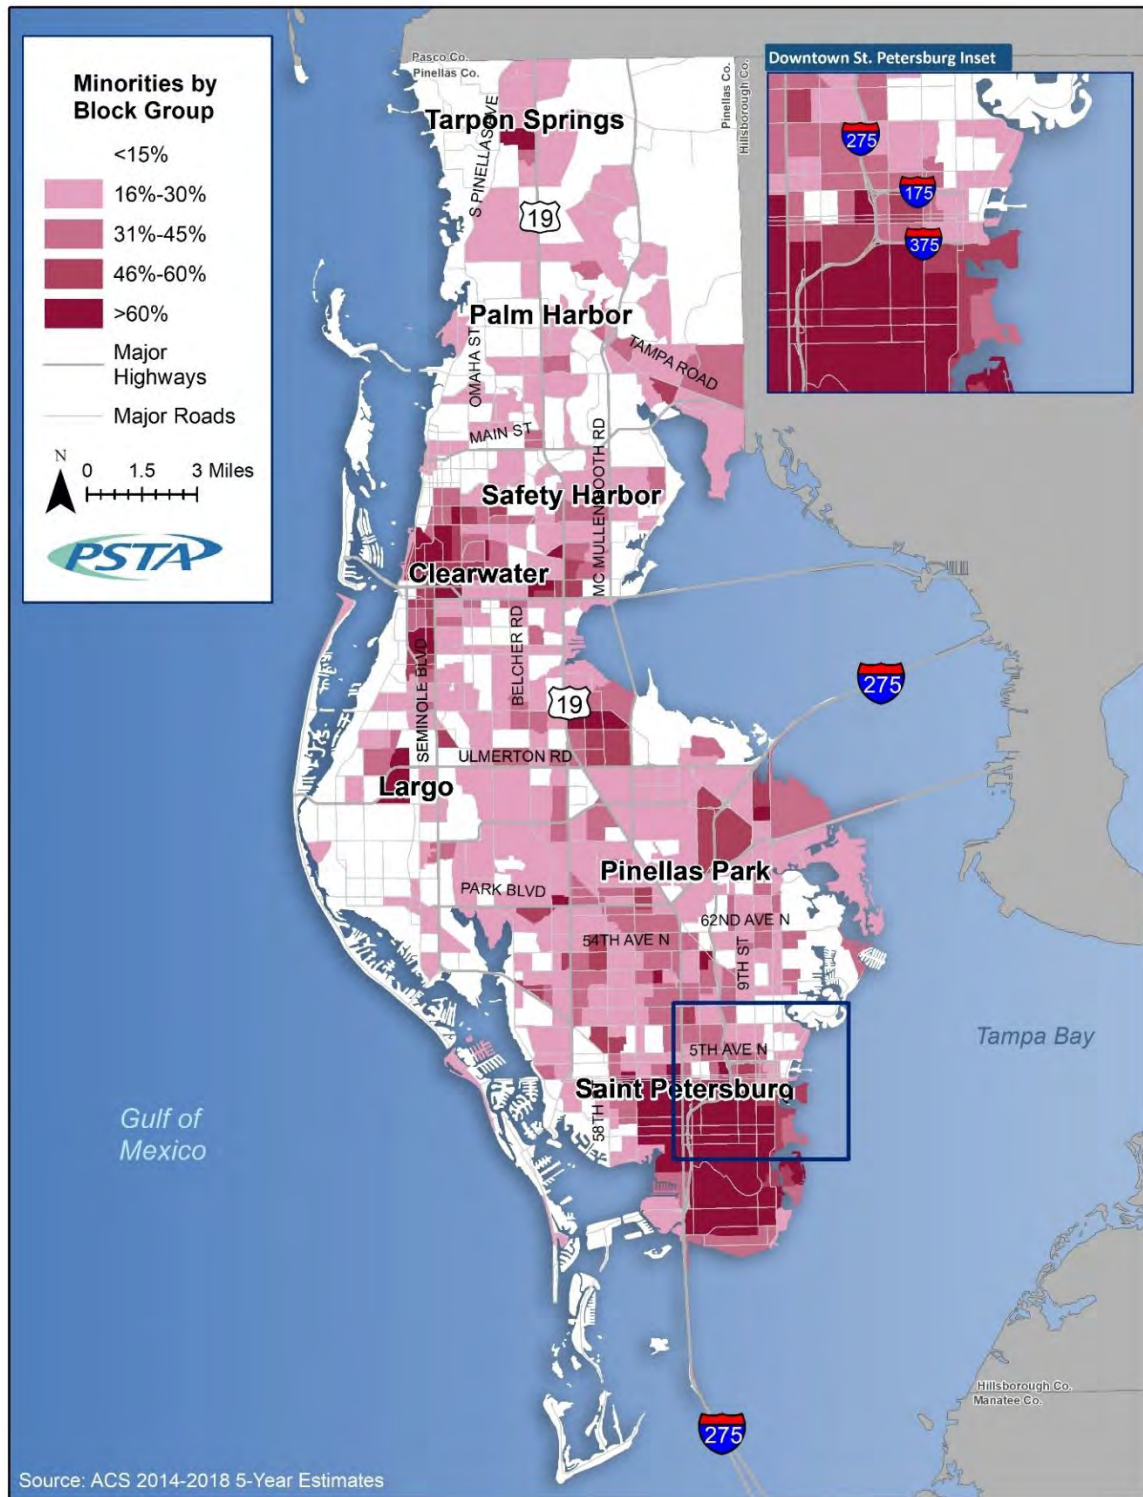 Minorities by
Block Group
<15%
16%-30%
31%-45%
46%-60%
>60%
Major
Highways
Major Roads
N
0 1.5 3 Miles
PSTA
Pasco Co.
Pinellas Co.
Pinellas Co.
Hillsborough Co.
Downtown St. Petersburg Inset
275
175
375
Tarpon Springs
S PINELLAS AVE
19
Palm Harbor
OMAHA ST
TAMPA ROAD
MAIN ST
MC MULLEN BOOTH RD
Safety Harbor
Clearwater
SEMINOLE BLVD
BELCHER RD
275
19
ULMERTON RD
Largo
Pinellas Park
PARK BLVD
62ND AVE N
54TH AVE N
9TH ST
5TH AVE N
Saint Petersburg
58TH
Tampa Bay
Gulf of
Mexico
Hillsborough Co.
Manatee Co.
275
Source: ACS 2014-2018 5-Year Estimates